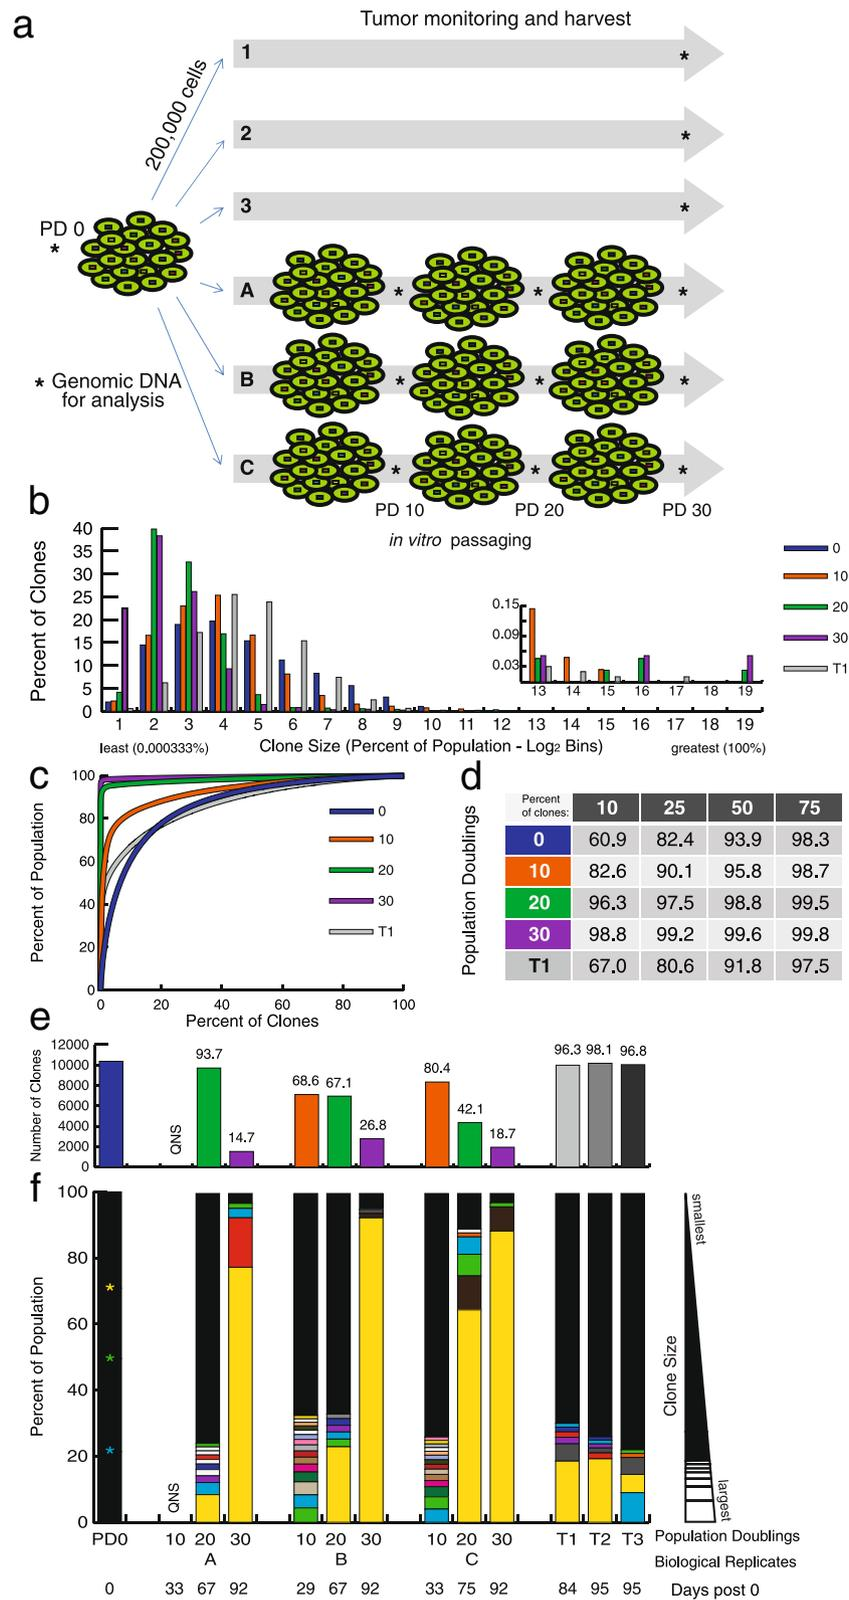 a
Tumor monitoring and harvest
200,000 cells
1 *
2 *
3 *
PD 0
*
A * * *
B * * *
* Genomic DNA
for analysis
C * * *
PD 10 PD 20 PD 30
in vitro passaging
b
Percent of Clones
40
35
30
25
20
15
10
5
0
1 2 3 4 5 6 7 8 9 10 11 12 13 14 15 16 17 18 19
least (0.000333%) Clone Size (Percent of Population - Log2 Bins) greatest (100%)
0.15
0.09
0.03
13 14 15 16 17 18 19
0
10
20
30
T1
c
Percent of Population
100
80
60
40
20
0
0 20 40 60 80 100
Percent of Clones
0
10
20
30
T1
d
Population Doublings
Percent of clones: 10 25 50 75
0 60.9 82.4 93.9 98.3
10 82.6 90.1 95.8 98.7
20 96.3 97.5 98.8 99.5
30 98.8 99.2 99.6 99.8
T1 67.0 80.6 91.8 97.5
e
Number of Clones
12000
10000
8000
6000
4000
2000
0
QNS 93.7 14.7 68.6 67.1 26.8 80.4 42.1 18.7 96.3 98.1 96.8
f
Percent of Population
100
80
60
40
20
0
*
*
*
QNS
smallest
Clone Size
largest
PD0 10 20 30 10 20 30 10 20 30 T1 T2 T3 Population Doublings
A B C Biological Replicates
0 33 67 92 29 67 92 33 75 92 84 95 95 Days post 0